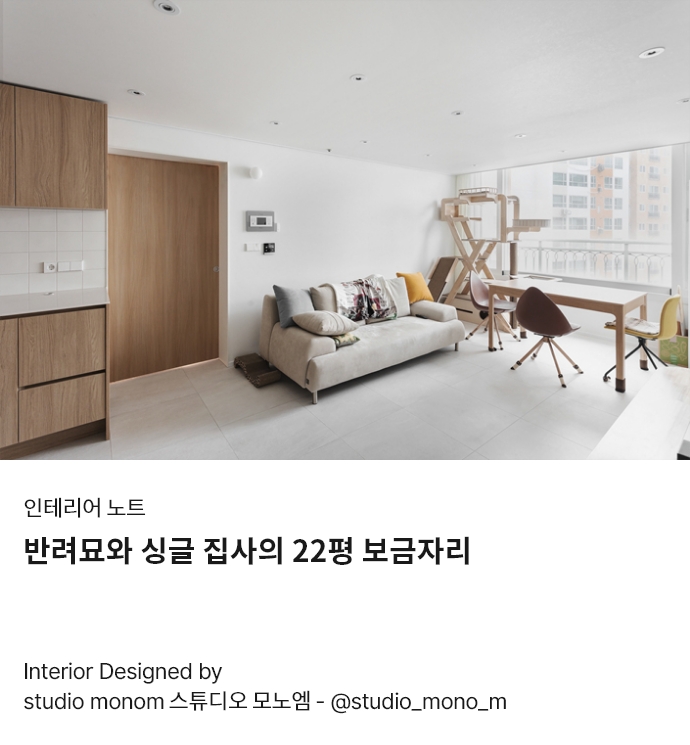 인테리어 노트
반려묘와 싱글 집사의 22평 보금자리
Interior Designed by
studio monom 스튜디오 모노엠 - @studio_mono_m